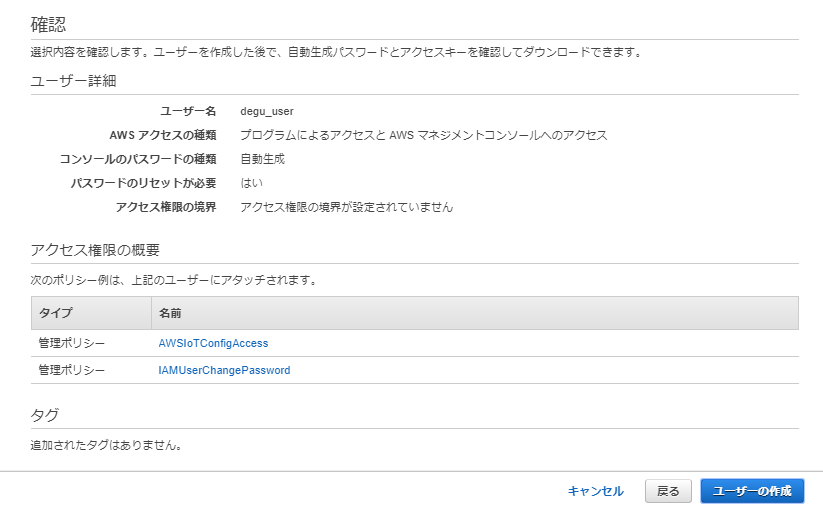 確認
選択内容を確認します。ユーザーを作成した後で、自動生成パスワードとアクセスキーを確認してダウンロードできます。
ユーザー詳細
ユーザー名 degu_user
AWS アクセスの種類 プログラムによるアクセスと AWS マネジメントコンソールへのアクセス
コンソールのパスワードの種類 自動生成
パスワードのリセットが必要 はい
アクセス権限の境界 アクセス権限の境界が設定されていません
アクセス権限の概要
次のポリシー例は、上記のユーザーにアタッチされます。
タイプ 名前
管理ポリシー AWSIoTConfigAccess
管理ポリシー IAMUserChangePassword
タグ
追加されたタグはありません。
キャンセル 戻る ユーザーの作成